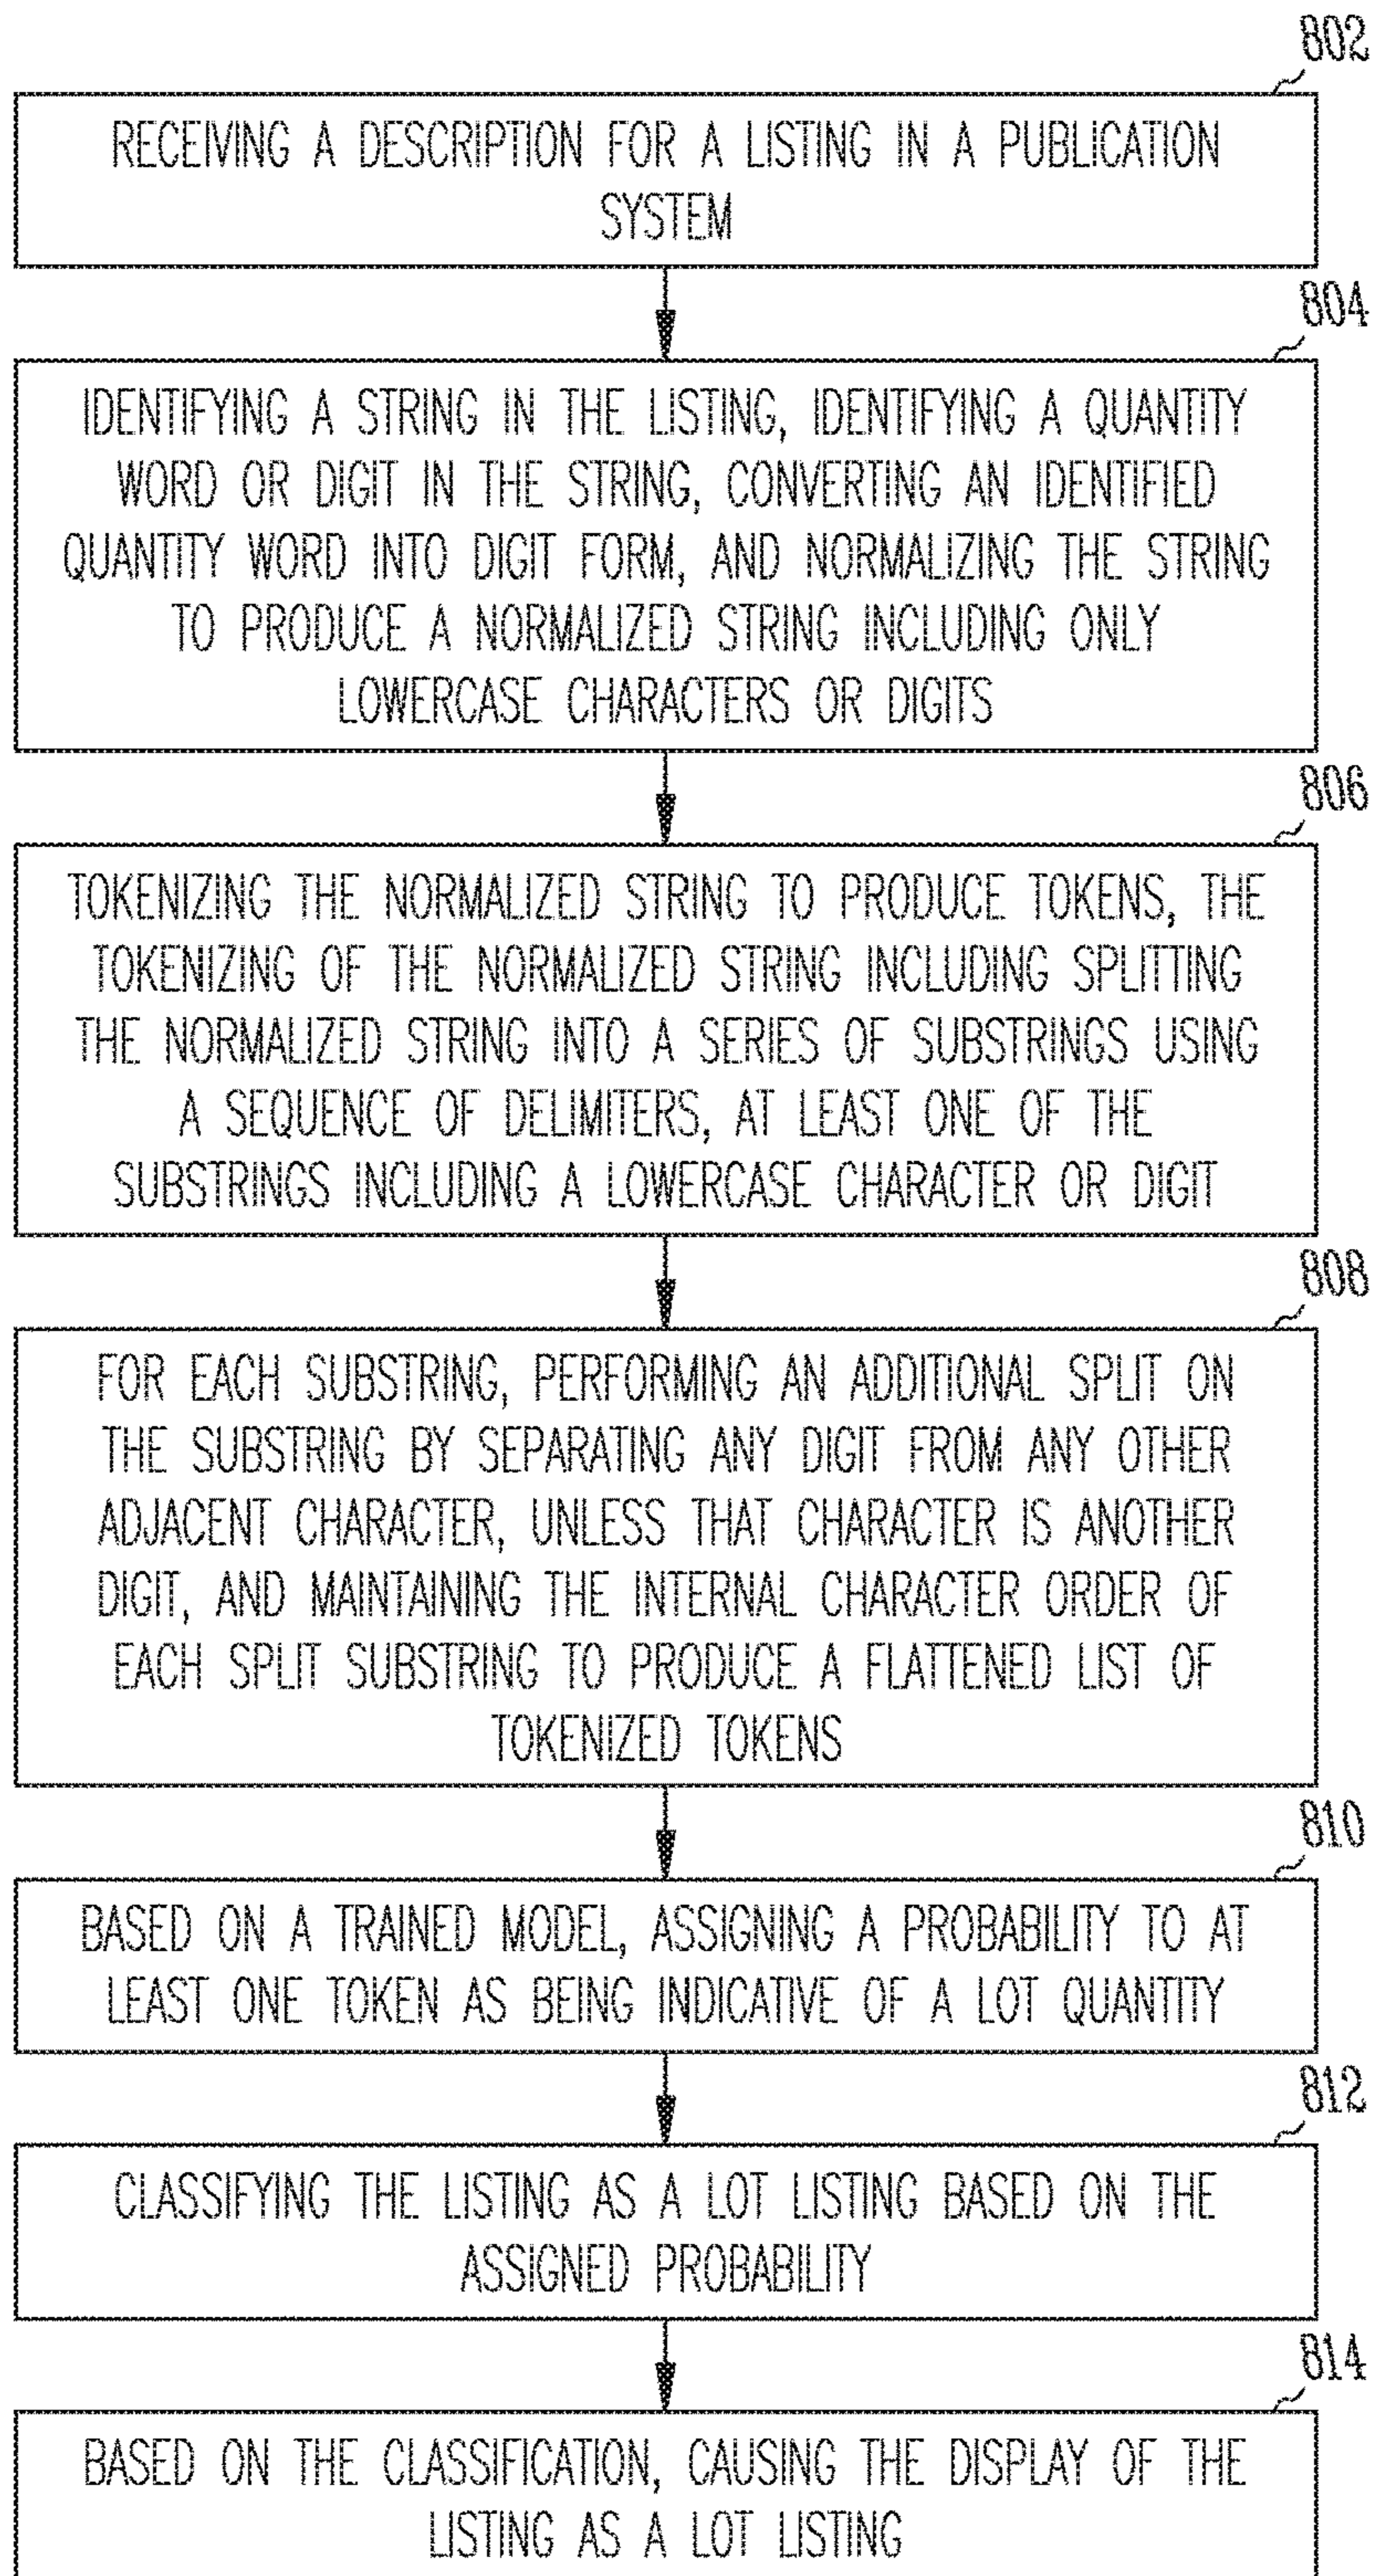 802
RECEIVING A DESCRIPTION FOR A LISTING IN A PUBLICATION
SYSTEM
804
IDENTIFYING A STRING IN THE LISTING, IDENTIFYING A QUANTITY
WORD OR DIGIT IN THE STRING, CONVERTING AN IDENTIFIED
QUANTITY WORD INTO DIGIT FORM, AND NORMALIZING THE STRING
TO PRODUCE A NORMALIZED STRING INCLUDING ONLY
LOWERCASE CHARACTERS OR DIGITS
806
TOKENIZING THE NORMALIZED STRING TO PRODUCE TOKENS, THE
TOKENIZING OF THE NORMALIZED STRING INCLUDING SPLITTING
THE NORMALIZED STRING INTO A SERIES OF SUBSTRINGS USING
A SEQUENCE OF DELIMITERS, AT LEAST ONE OF THE
SUBSTRINGS INCLUDING A LOWERCASE CHARACTER OR DIGIT
808
FOR EACH SUBSTRING, PERFORMING AN ADDITIONAL SPLIT ON
THE SUBSTRING BY SEPARATING ANY DIGIT FROM ANY OTHER
ADJACENT CHARACTER, UNLESS THAT CHARACTER IS ANOTHER
DIGIT, AND MAINTAINING THE INTERNAL CHARACTER ORDER OF
EACH SPLIT SUBSTRING TO PRODUCE A FLATTENED LIST OF
TOKENIZED TOKENS
810
BASED ON A TRAINED MODEL, ASSIGNING A PROBABILITY TO AT
LEAST ONE TOKEN AS BEING INDICATIVE OF A LOT QUANTITY
812
CLASSIFYING THE LISTING AS A LOT LISTING BASED ON THE
ASSIGNED PROBABILITY
814
BASED ON THE CLASSIFICATION, CAUSING THE DISPLAY OF THE
LISTING AS A LOT LISTING